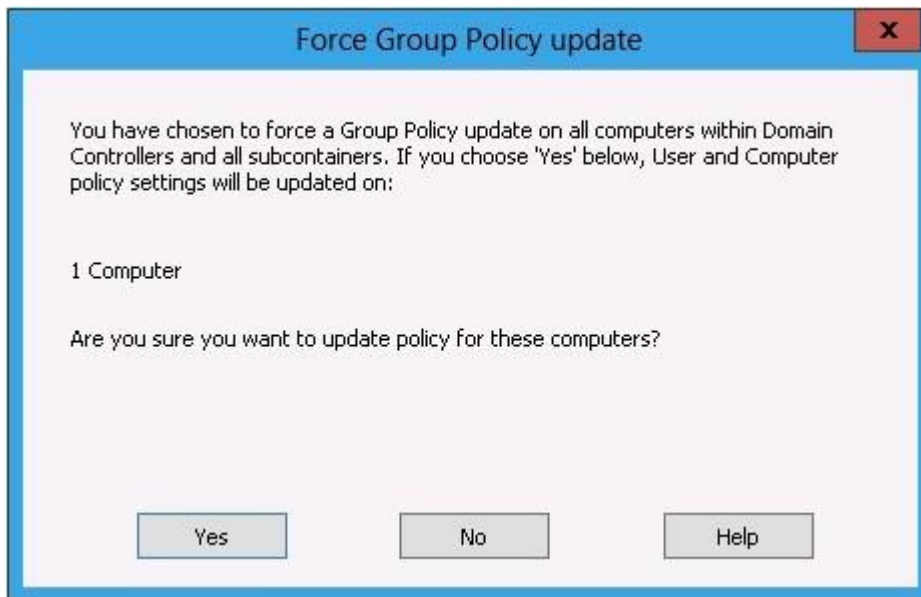 Force Group Policy update
x
You have chosen to force a Group Policy update on all computers within Domain
Controllers and all subcontainers. If you choose 'Yes' below, User and Computer
policy settings will be updated on:
1 Computer
Are you sure you want to update policy for these computers?
Yes No Help